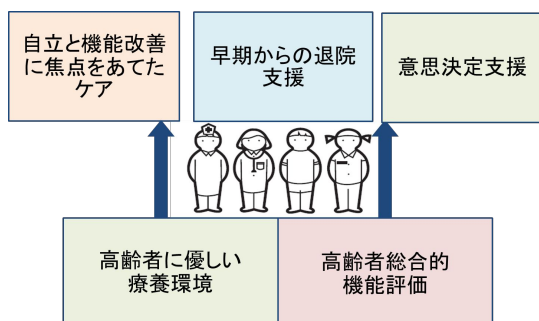 自立と機能改善
に焦点をあてた
ケア
早期からの退院
支援
意思決定支援
高齢者に優しい
療養環境
高齢者総合的
機能評価